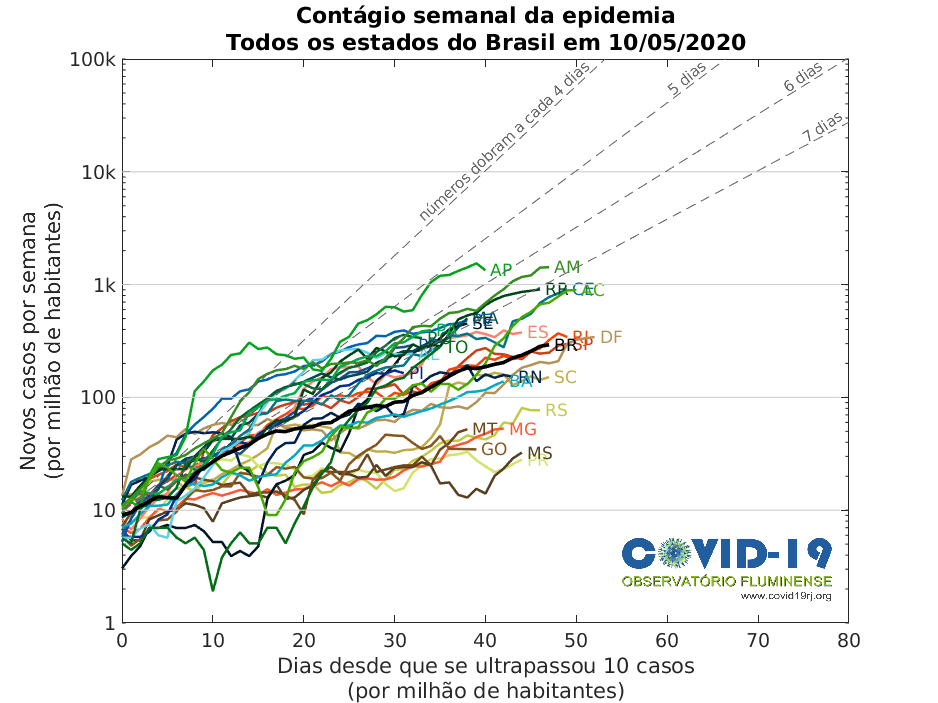 Contágio semanal da epidemia
Todos os estados do Brasil em 10/05/2020
100k
10k
1k
100
10
1
Novos casos por semana
(por milhão de habitantes)
números dobram a cada 4 dias
5 dias
6 dias
7 dias
AP
AM
RR
CE
AC
MA
PE
SE
ES
RJ
DF
BR
SP
TO
PI
RN
SC
BA
RS
MT
MG
GO
MS
PR
COVID-19
OBSERVATÓRIO FLUMINENSE
www.covid19rj.org
0 10 20 30 40 50 60 70 80
Dias desde que se ultrapassou 10 casos
(por milhão de habitantes)